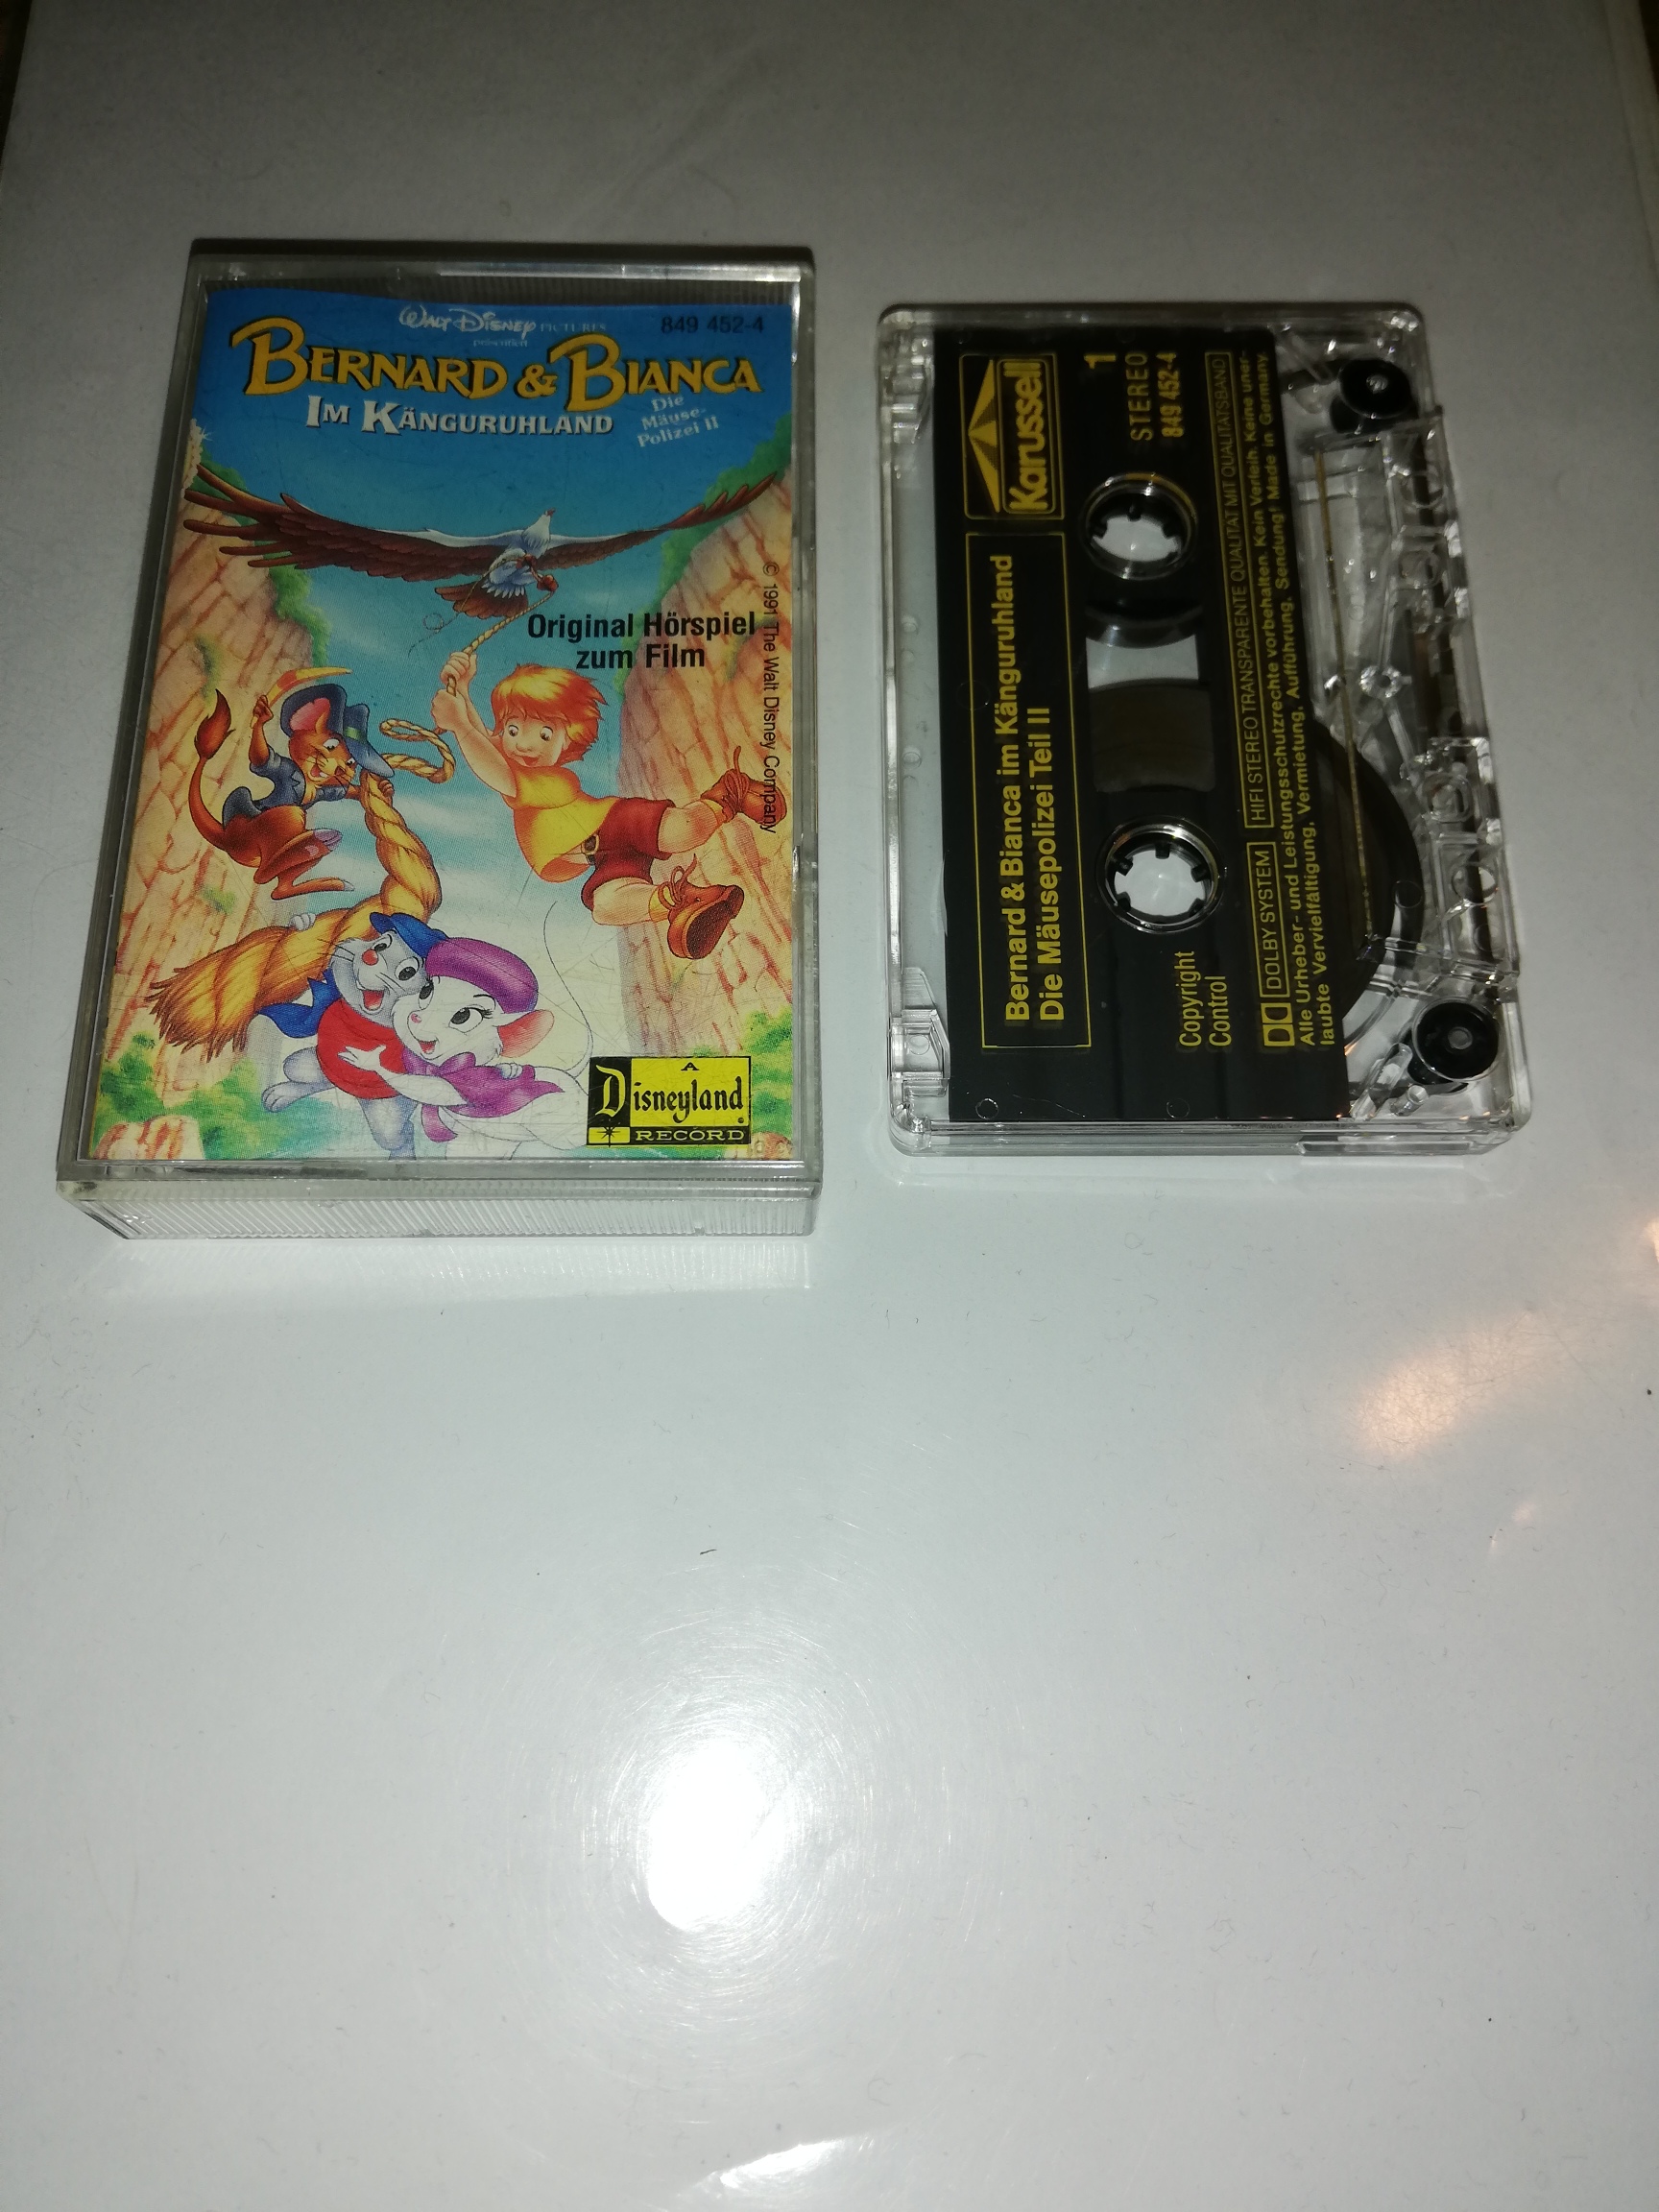 WALT DISNEY PICTURES
präsentiert
849 452-4
BERNARD & BIANCA
IM KÄNGURUHLAND
Die
Mäuse-
Polizei II
Original Hörspiel
zum Film
© 1991 The Walt Disney Company
A
Disneyland
RECORD
Karussell
1
STEREO
849 452-4
Bernard & Bianca im Känguruhland
Die Mäusepolizei Teil II
Copyright
Control
DOLBY SYSTEM
HIFI STEREO TRANSPARENTE QUALITÄT MIT QUALITÄTSBAND
Alle Urheber- und Leistungsschutzrechte vorbehalten. Kein Verleih. Keine uner-
laubte Vervielfältigung, Vermietung, Aufführung, Sendung! Made in Germany.